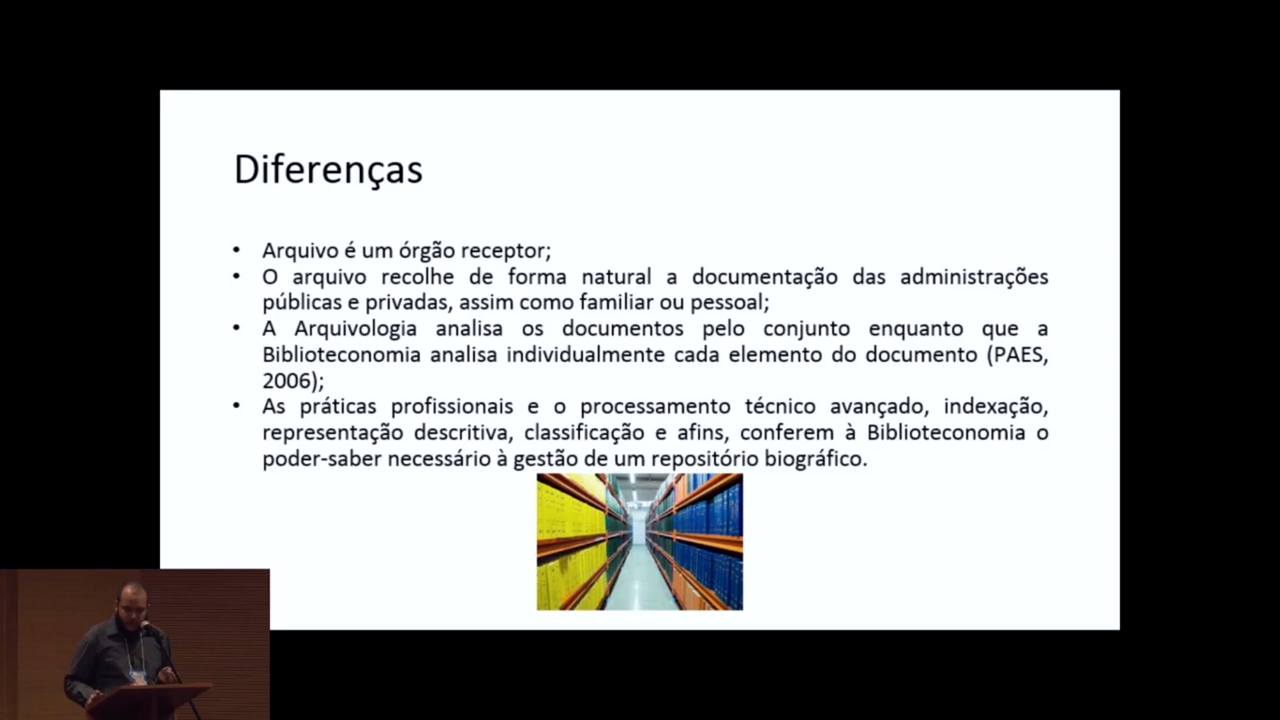 Diferenças
• Arquivo é um órgão receptor;
• O arquivo recolhe de forma natural a documentação das administrações
públicas e privadas, assim como familiar ou pessoal;
• A Arquivologia analisa os documentos pelo conjunto enquanto que a
Biblioteconomia analisa individualmente cada elemento do documento (PAES,
2006);
• As práticas profissionais e o processamento técnico avançado, indexação,
representação descritiva, classificação e afins, conferem à Biblioteconomia o
poder-saber necessário à gestão de um repositório biográfico.